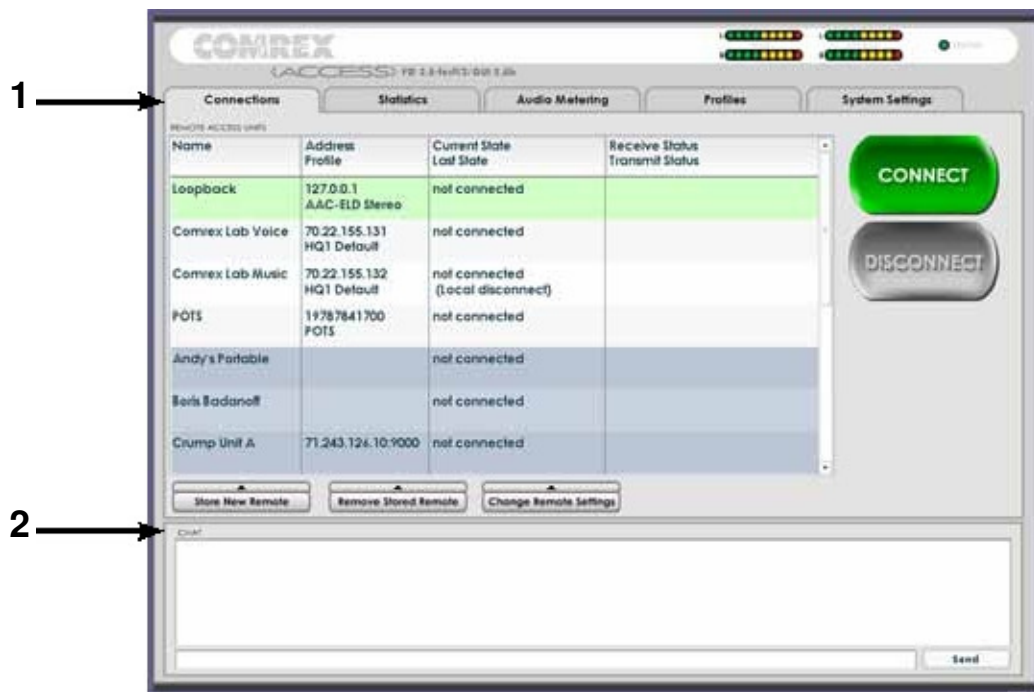 COMREX
(ACCESS)
1
Connections Statistics Audio Metering Profiles System Settings
REMOTE ACCESS UNITS
Name Address Current State Receive Status
Profile Last State Transmit Status
CONNECT
Loopback 127.0.0.1 not connected
AAC-ELD Stereo
Comrex Lab Voice 70.22.155.131 not connected
HQ1 Default
DISCONNECT
Comrex Lab Music 70.22.155.132 not connected
HQ1 Default (Local disconnect)
POTS 19787841700 not connected
POTS
Andy's Portable not connected
Boris Badanoff not connected
Crump Unit A 71.243.126.10:9000 not connected
Store New Remote Remove Stored Remote Change Remote Settings
2
CHAT
Send